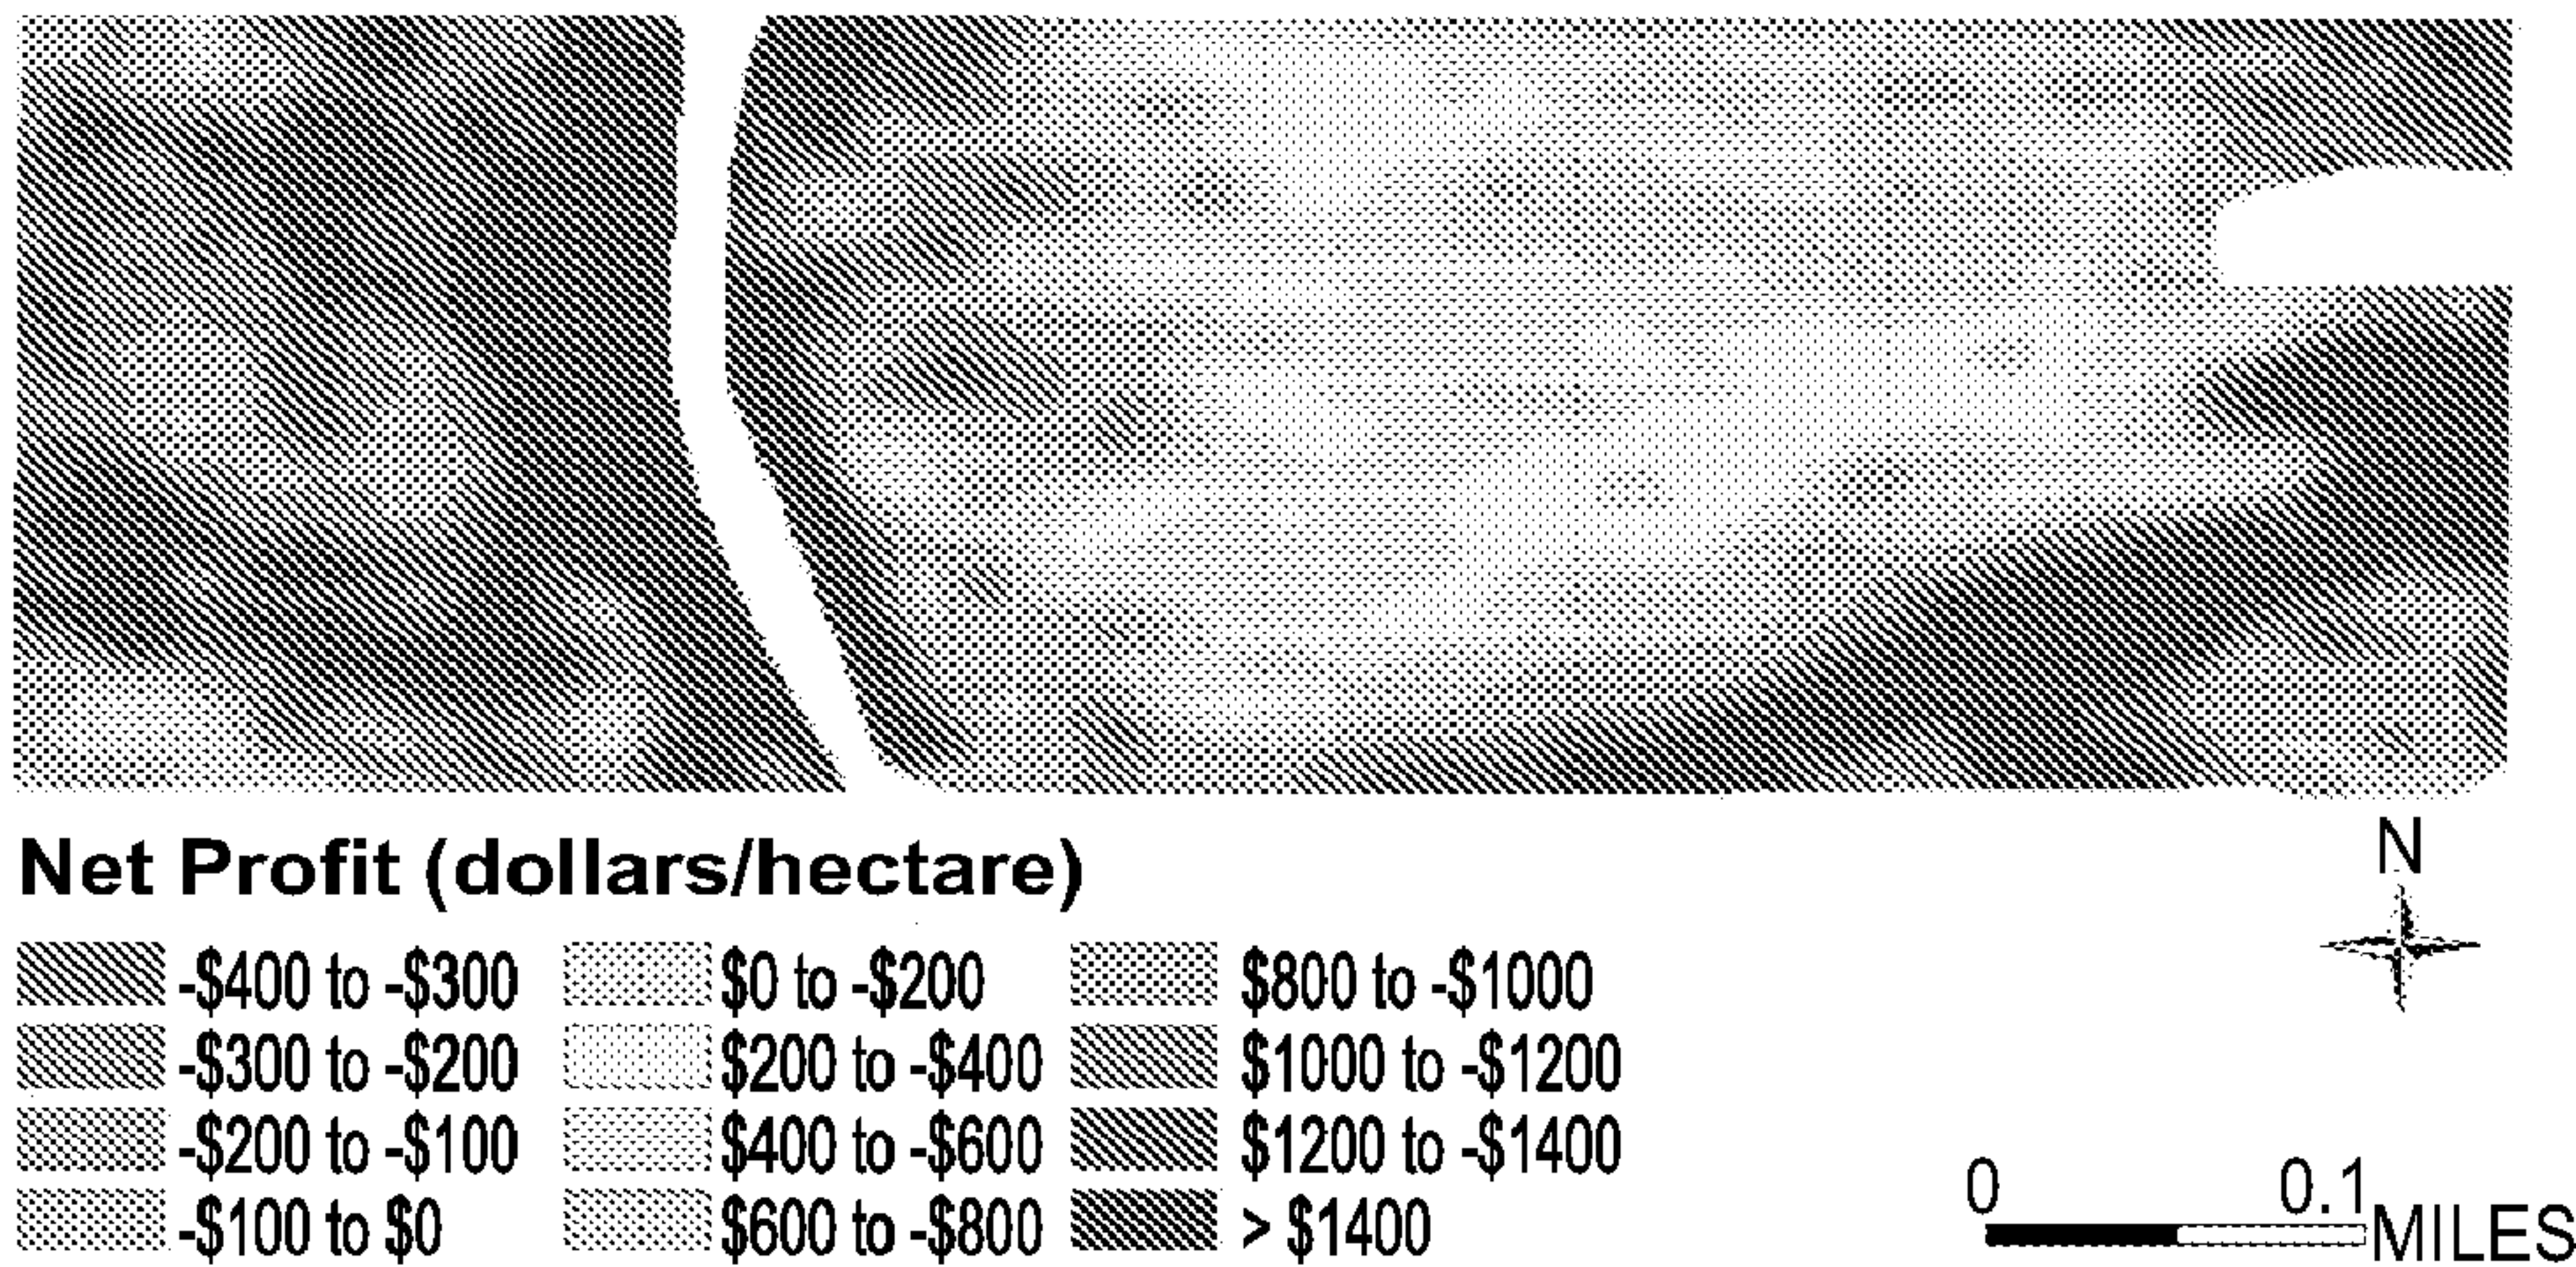 N
Net Profit (dollars/hectare)
-$400 to -$300
-$300 to -$200
-$200 to -$100
-$100 to $0
$0 to -$200
$200 to -$400
$400 to -$600
$600 to -$800
$800 to -$1000
$1000 to -$1200
$1200 to -$1400
> $1400
0 0.1
MILES